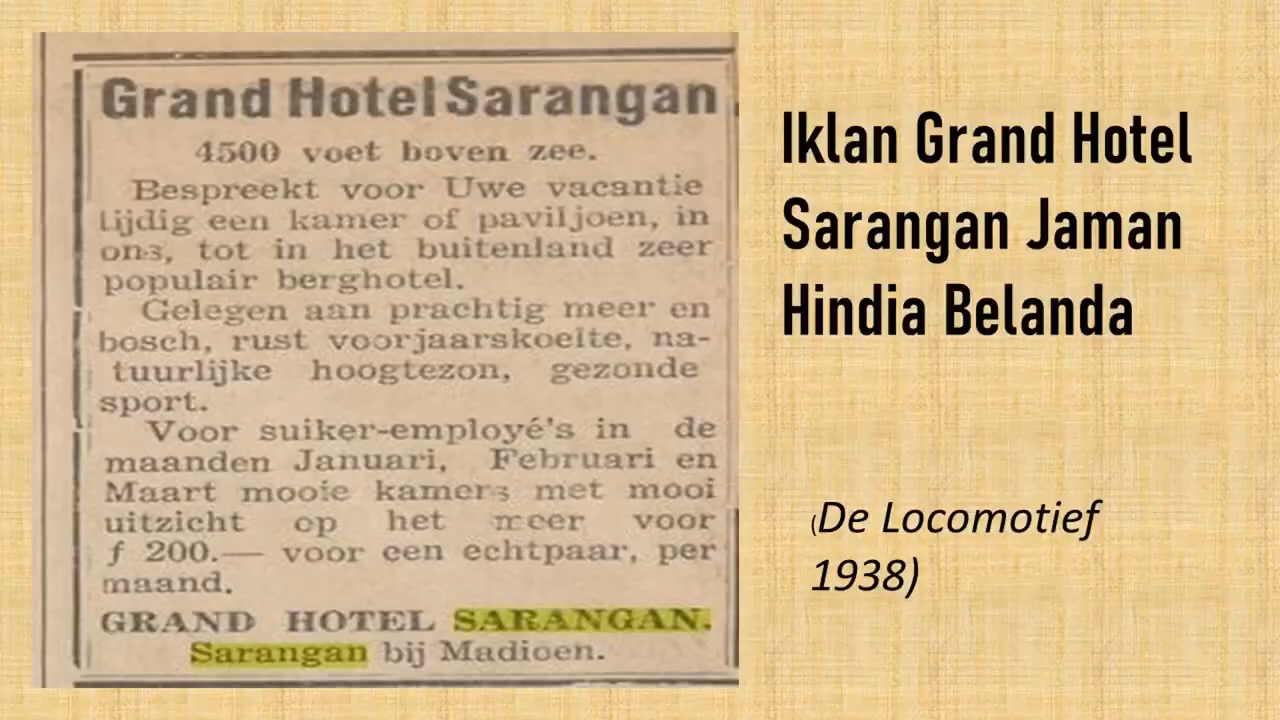 Grand Hotel Sarangan
4500 voet boven zee.
Bespreekt voor Uwe vacantie
tijdig een kamer of paviljoen, in
ons, tot in het buitenland zeer
populair berghotel.
Gelegen aan prachtig meer en
bosch, rust voorjaarskoelte, na-
tuurlijke hoogtezon, gezonde
sport.
Voor suiker-employé's in de
maanden Januari, Februari en
Maart mooie kamers met mooi
uitzicht op het meer voor
ƒ 200.— voor een echtpaar, per
maand.
GRAND HOTEL SARANGAN.
Sarangan bij Madioen.
Iklan Grand Hotel
Sarangan Jaman
Hindia Belanda
(De Locomotief
1938)